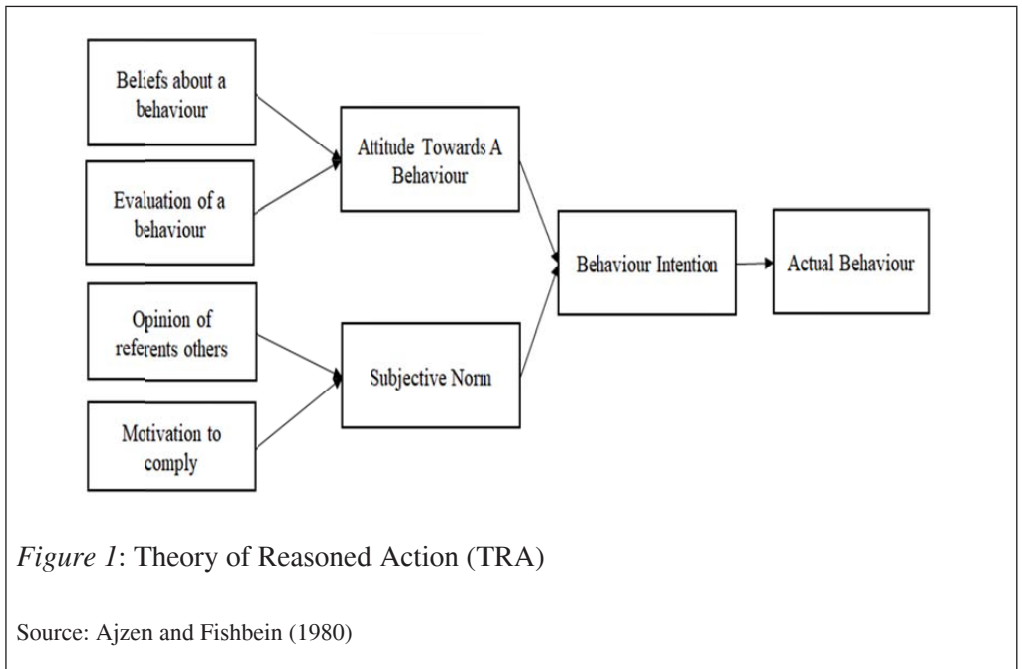 Beliefs about a
behaviour
Evaluation of a
behaviour
Opinion of
referents others
Motivation to
comply
Attitude Towards A
Behaviour
Subjective Norm
Behaviour Intention
Actual Behaviour
Figure 1: Theory of Reasoned Action (TRA)
Source: Ajzen and Fishbein (1980)